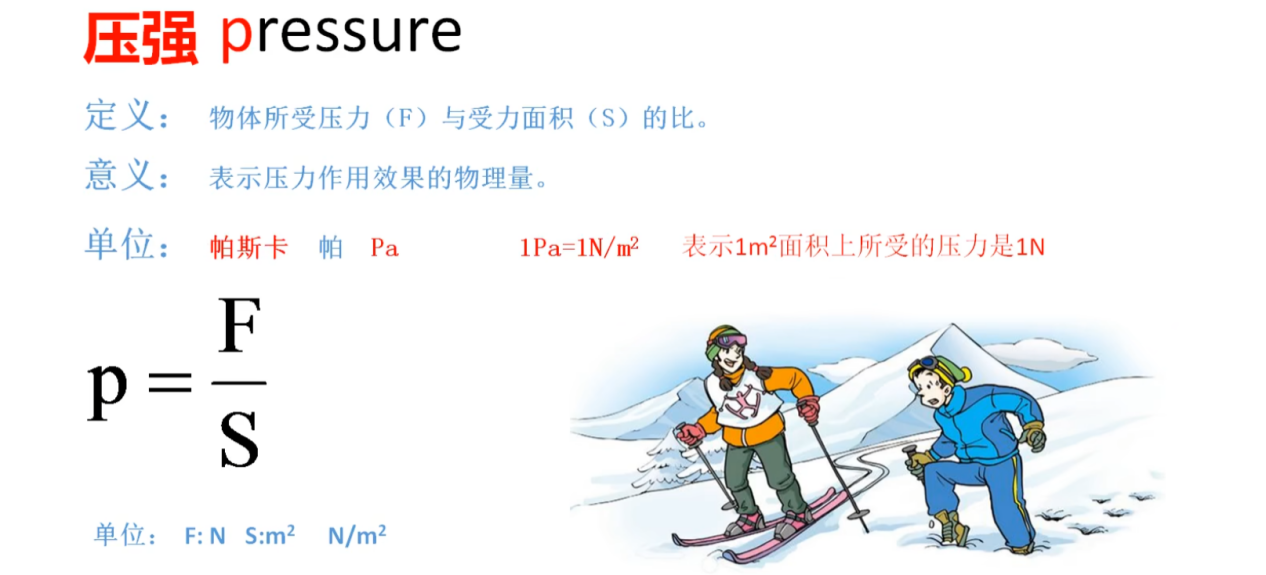 压强 pressure
定义： 物体所受压力（F）与受力面积（S）的比。
意义： 表示压力作用效果的物理量。
单位： 帕斯卡 帕 Pa 1Pa=1N/m² 表示1m²面积上所受的压力是1N
p = F/S
单位： F: N S:m² N/m²